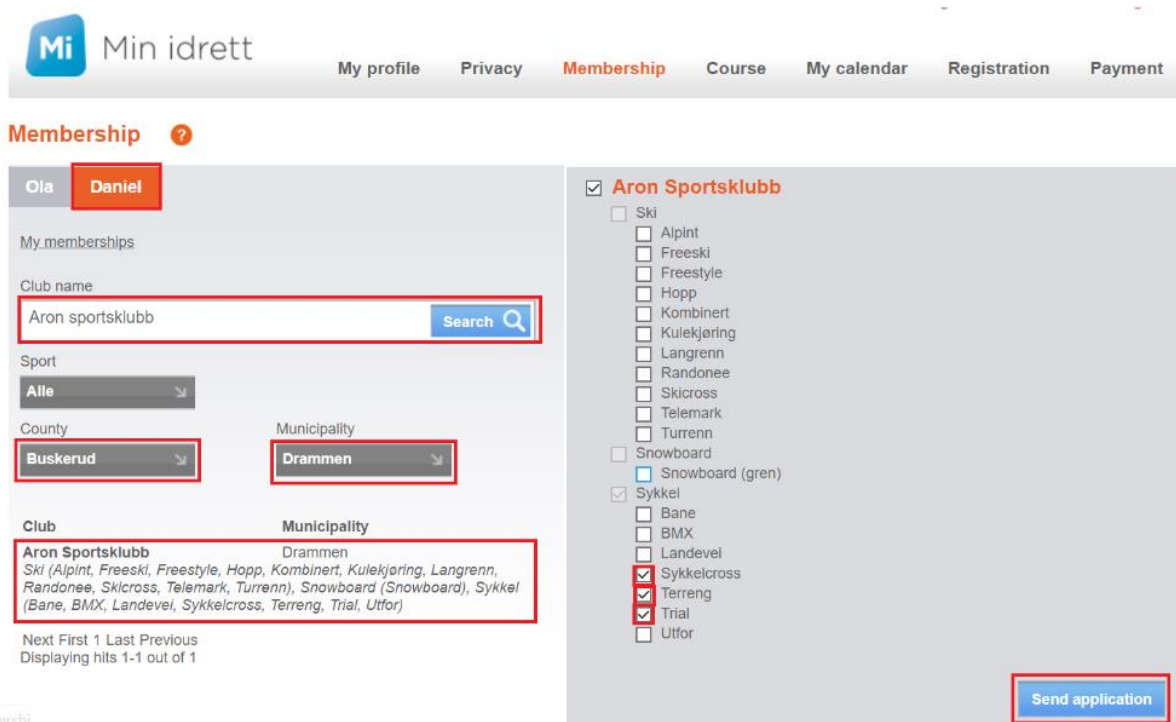 Mi Min idrett
My profile Privacy Membership Course My calendar Registration Payment
Membership ?
Ola Daniel
My memberships
Club name
Aron sportsklubb Search
Sport
Alle
County Municipality
Buskerud Drammen
Club Municipality
Aron Sportsklubb Drammen
Ski (Alpint, Freeski, Freestyle, Hopp, Kombinert, Kulekjøring, Langrenn,
Randonee, Skicross, Telemark, Turrenn), Snowboard (Snowboard), Sykkel
(Bane, BMX, Landevei, Sykkelcross, Terreng, Trial, Utfor)
Next First 1 Last Previous
Displaying hits 1-1 out of 1
Aron Sportsklubb
Ski
Alpint
Freeski
Freestyle
Hopp
Kombinert
Kulekjøring
Langrenn
Randonee
Skicross
Telemark
Turrenn
Snowboard
Snowboard (gren)
Sykkel
Bane
BMX
Landevei
Sykkelcross
Terreng
Trial
Utfor
Send application